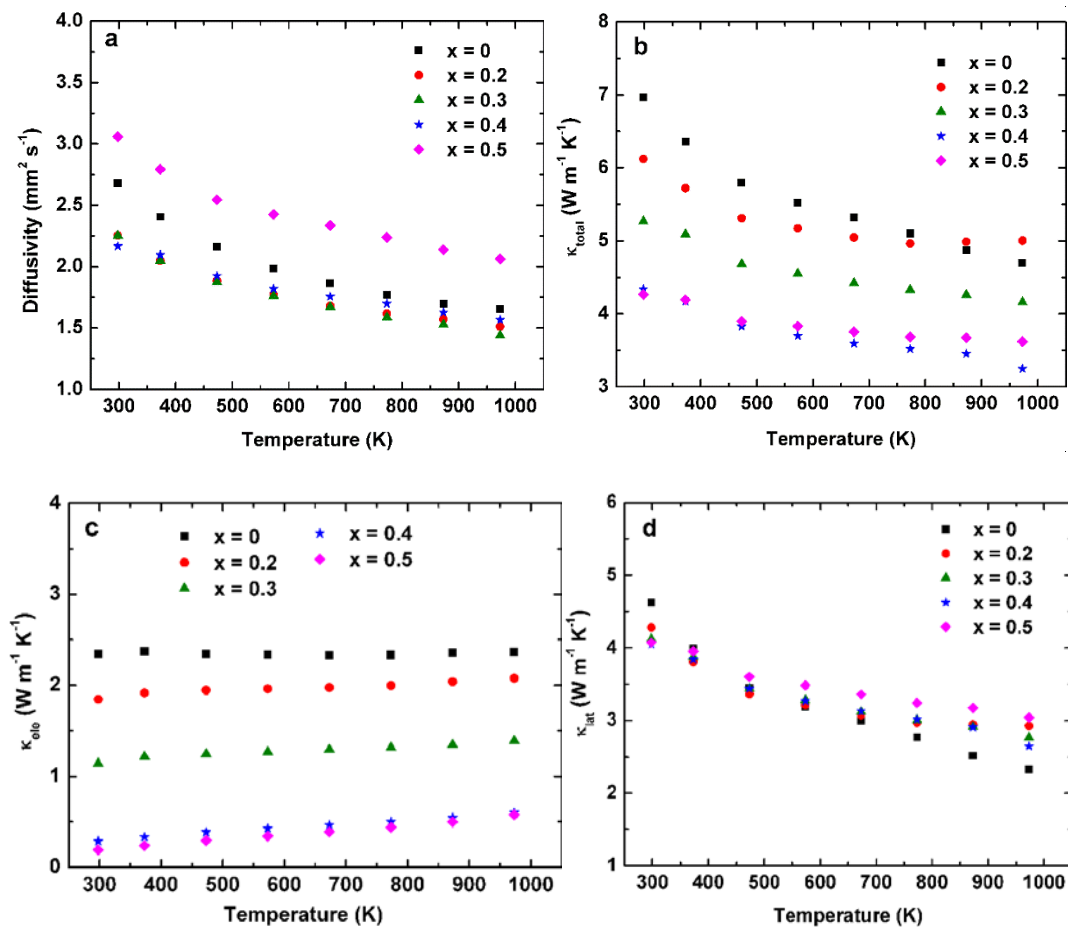 a
x = 0
x = 0.2
x = 0.3
x = 0.4
x = 0.5
4.0
3.5
3.0
2.5
2.0
1.5
1.0
Diffusivity (mm² s⁻¹)
300 400 500 600 700 800 900 1000
Temperature (K)
b
x = 0
x = 0.2
x = 0.3
x = 0.4
x = 0.5
8
7
6
5
4
3
κtotal (W m⁻¹ K⁻¹)
300 400 500 600 700 800 900 1000
Temperature (K)
c
x = 0
x = 0.2
x = 0.3
x = 0.4
x = 0.5
4
3
2
1
0
κele (W m⁻¹ K⁻¹)
300 400 500 600 700 800 900 1000
Temperature (K)
d
x = 0
x = 0.2
x = 0.3
x = 0.4
x = 0.5
6
5
4
3
2
1
κlat (W m⁻¹ K⁻¹)
300 400 500 600 700 800 900 1000
Temperature (K)